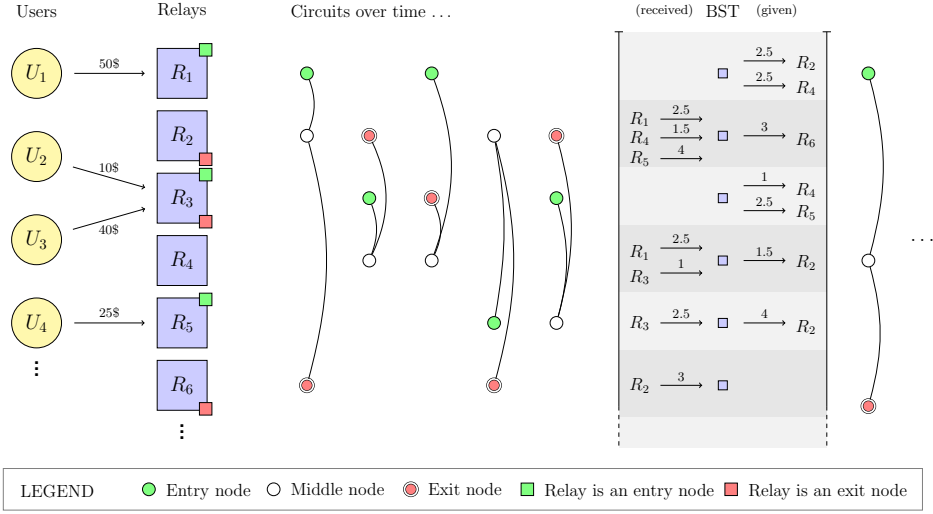 Users Relays Circuits over time ... (received) BST (given)
U1 50$ R1
R2
U2 10$ R3
U3 40$
R4
U4 25$ R5
⋮
R6
⋮
2.5 R2
2.5 R4
R1 2.5
R4 1.5 3 R6
R5 4
1 R4
2.5 R5
R1 2.5 1.5 R2
R3 1
R3 2.5 4 R2
R2 3
...
LEGEND Entry node Middle node Exit node Relay is an entry node Relay is an exit node